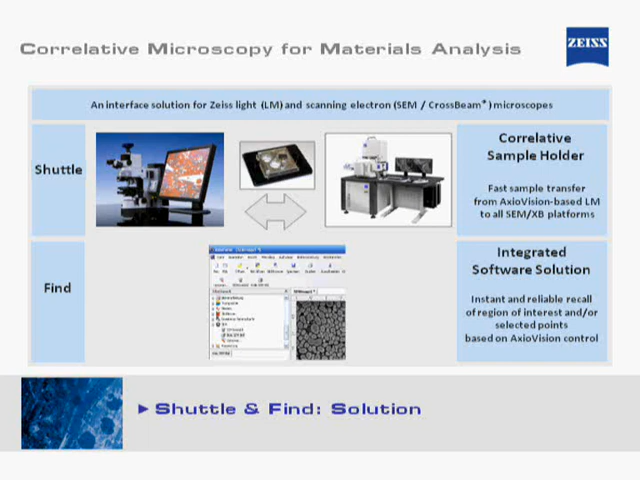 Correlative Microscopy for Materials Analysis
ZEISS
An interface solution for Zeiss light (LM) and scanning electron (SEM / CrossBeam®) microscopes
Shuttle
Correlative
Sample Holder
Fast sample transfer
from AxioVision-based LM
to all SEM/XB platforms
Find
Integrated
Software Solution
Instant and reliable recall
of region of interest and/or
selected points
based on AxioVision control
Shuttle & Find: Solution